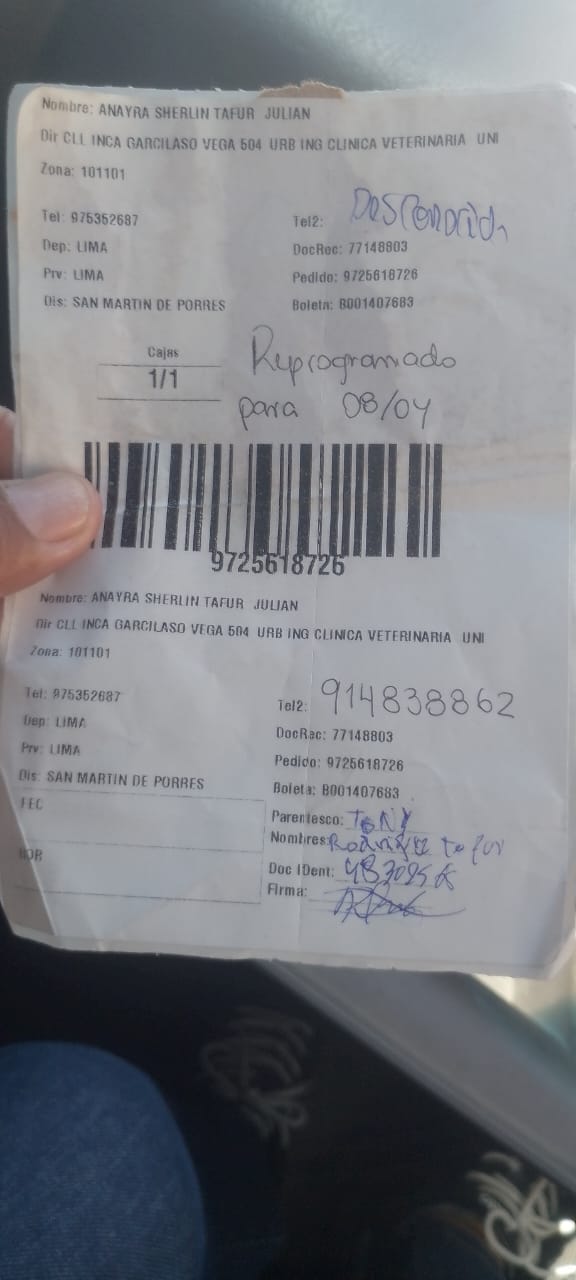 Nombre: ANAYRA SHERLIN TAFUR JULIAN
Dir CLL INCA GARCILASO VEGA 504 URB ING CLINICA VETERINARIA UNI
Zona: 101101
Tel: 975352687 Tel2: Desconocida
Dep: LIMA DocRec: 77148803
Prv: LIMA Pedido: 9725618726
Dis: SAN MARTIN DE PORRES Boleta: B001407683
Cajas
1/1
Reprogramado
para 08/04
9725618726
Nombre: ANAYRA SHERLIN TAFUR JULIAN
Dir CLL INCA GARCILASO VEGA 504 URB ING CLINICA VETERINARIA UNI
Zona: 101101
Tel: 975352687 Tel2: 914838862
Dep: LIMA DocRec: 77148803
Prv: LIMA Pedido: 9725618726
Dis: SAN MARTIN DE PORRES Boleta: B001407683
FEC Parentesco: TONY
Nombres: Rodriguez tafur
HOR Doc IDent:
Firma: